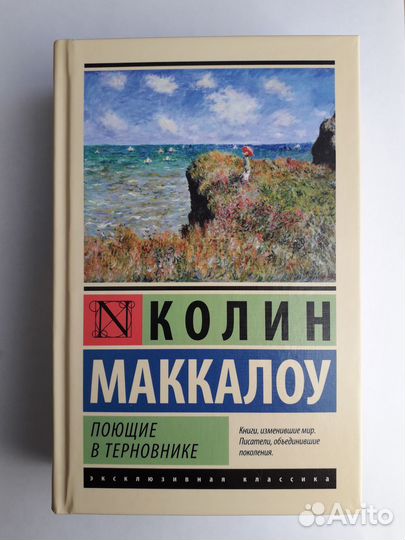 N КОЛИН
МАККАЛОУ
ПОЮЩИЕ
В ТЕРНОВНИКЕ
Книги, изменившие мир.
Писатели, объединившие
поколения.
эксклюзивная классика
Avito